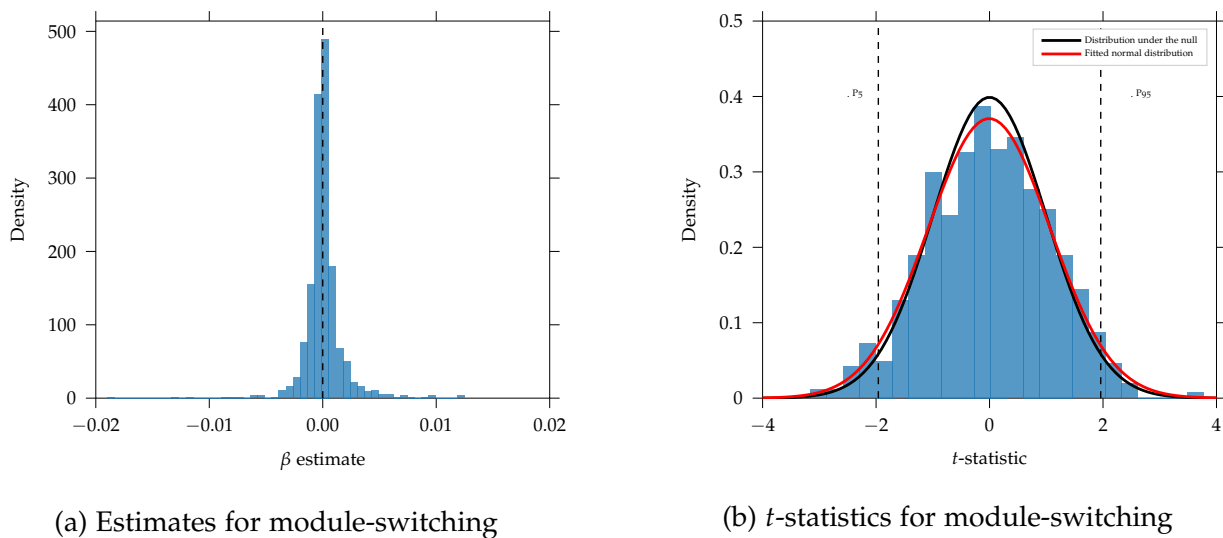 500
400
300
200
100
0
Density
−0.02
−0.01
0.00
0.01
0.02
β estimate
(a) Estimates for module-switching
0.5
0.4
0.3
0.2
0.1
0
Density
Distribution under the null
Fitted normal distribution
. P5
. P95
−4
−2
0
2
4
t-statistic
(b) t-statistics for module-switching